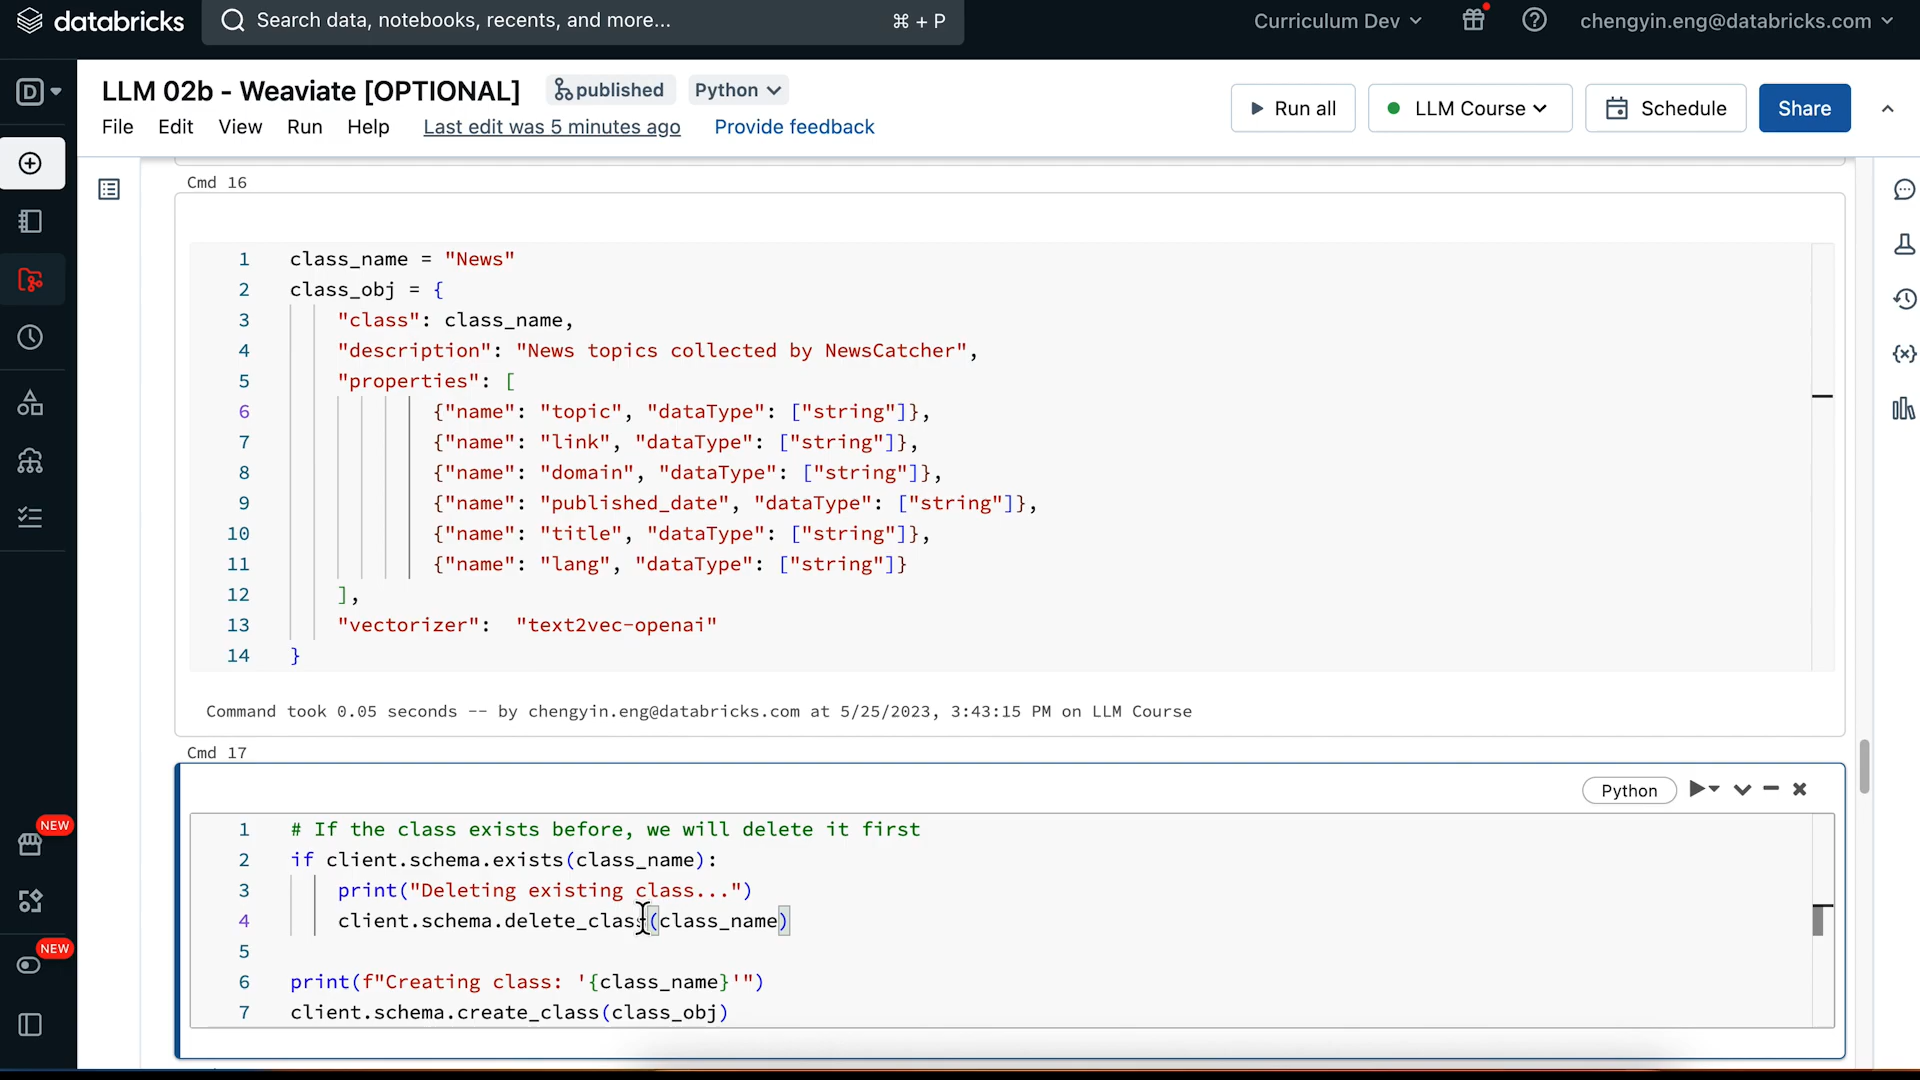 databricks
Search data, notebooks, recents, and more...
⌘ + P
Curriculum Dev
chengyin.eng@databricks.com
D
LLM 02b - Weaviate [OPTIONAL]
published
Python
File Edit View Run Help Last edit was 5 minutes ago Provide feedback
Run all
LLM Course
Schedule
Share
Cmd 16
1 class_name = "News"
2 class_obj = {
3 "class": class_name,
4 "description": "News topics collected by NewsCatcher",
5 "properties": [
6 {"name": "topic", "dataType": ["string"]},
7 {"name": "link", "dataType": ["string"]},
8 {"name": "domain", "dataType": ["string"]},
9 {"name": "published_date", "dataType": ["string"]},
10 {"name": "title", "dataType": ["string"]},
11 {"name": "lang", "dataType": ["string"]}
12 ],
13 "vectorizer": "text2vec-openai"
14 }
Command took 0.05 seconds -- by chengyin.eng@databricks.com at 5/25/2023, 3:43:15 PM on LLM Course
Cmd 17
Python
1 # If the class exists before, we will delete it first
2 if client.schema.exists(class_name):
3 print("Deleting existing class...")
4 client.schema.delete_class(class_name)
5
6 print(f"Creating class: '{class_name}'")
7 client.schema.create_class(class_obj)
NEW
NEW